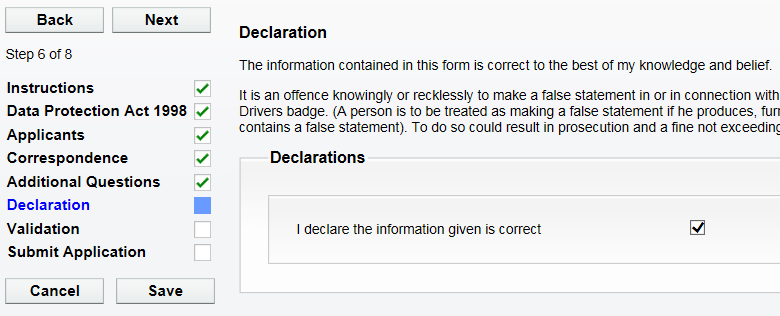 Back Next
Step 6 of 8
Instructions
Data Protection Act 1998
Applicants
Correspondence
Additional Questions
Declaration
Validation
Submit Application
Cancel Save
Declaration
The information contained in this form is correct to the best of my knowledge and belief.
It is an offence knowingly or recklessly to make a false statement in or in connection with
Drivers badge. (A person is to be treated as making a false statement if he produces, fur
contains a false statement). To do so could result in prosecution and a fine not exceeding
Declarations
I declare the information given is correct